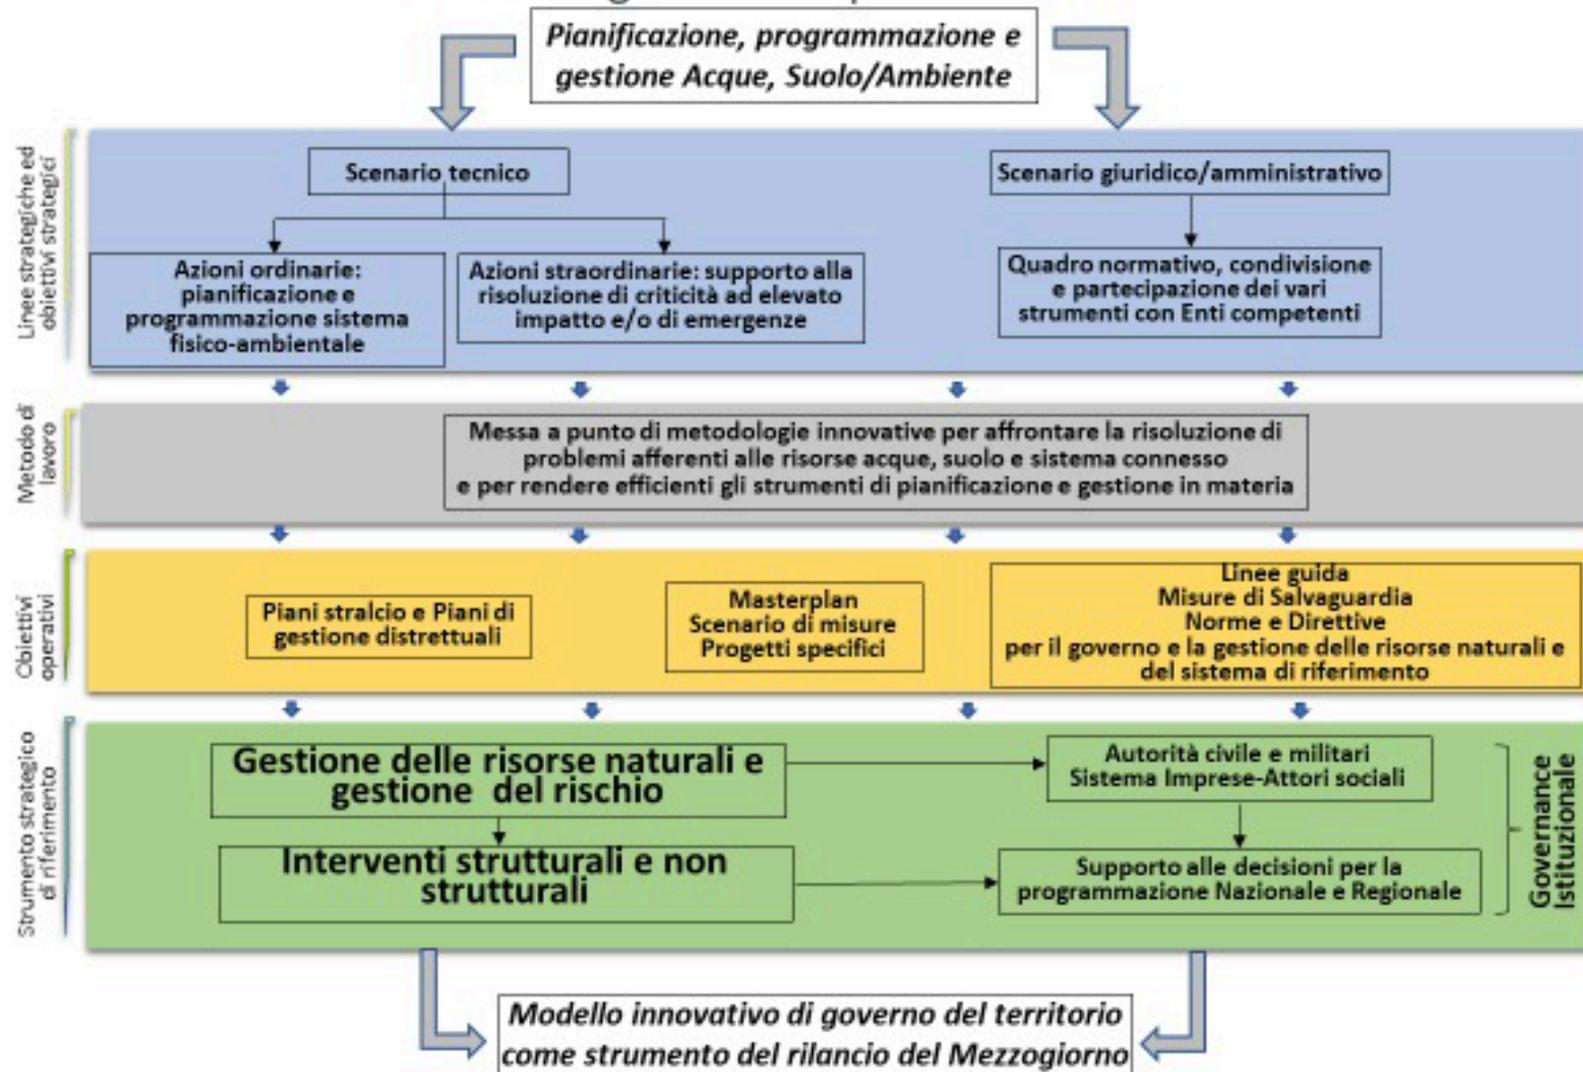 Pianificazione, programmazione e
gestione Acque, Suolo/Ambiente
Linee strategiche ed
obiettivi strategici
Scenario tecnico
Scenario giuridico/amministrativo
Azioni ordinarie:
pianificazione e
programmazione sistema
fisico-ambientale
Azioni straordinarie: supporto alla
risoluzione di criticità ad elevato
impatto e/o di emergenze
Quadro normativo, condivisione
e partecipazione dei vari
strumenti con Enti competenti
Metodo di
lavoro
Messa a punto di metodologie innovative per affrontare la risoluzione di
problemi afferenti alle risorse acque, suolo e sistema connesso
e per rendere efficienti gli strumenti di pianificazione e gestione in materia
Obiettivi
operativi
Piani stralcio e Piani di
gestione distrettuali
Masterplan
Scenario di misure
Progetti specifici
Linee guida
Misure di Salvaguardia
Norme e Direttive
per il governo e la gestione delle risorse naturali e
del sistema di riferimento
Strumento strategico
di riferimento
Gestione delle risorse naturali e
gestione del rischio
Autorità civile e militari
Sistema Imprese-Attori sociali
Interventi strutturali e non
strutturali
Supporto alle decisioni per la
programmazione Nazionale e Regionale
Governance
Istituzionale
Modello innovativo di governo del territorio
come strumento del rilancio del Mezzogiorno